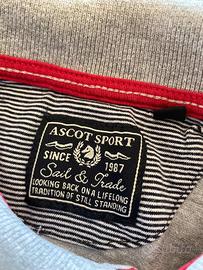 ASCOT SPORT
SINCE 1987
Sail & Trade
LOOKING BACK ON A LIFELONG
TRADITION OF STILL STANDING